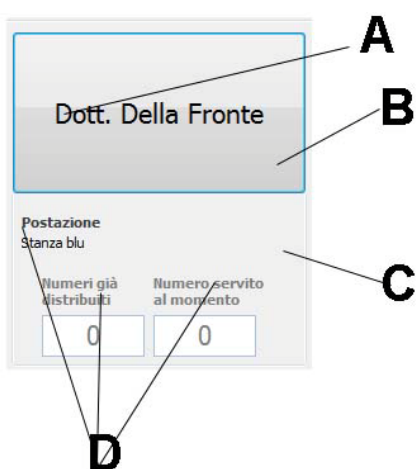 A
Dott. Della Fronte
B
Postazione
Stanza blu
C
Numeri già distribuiti
Numero servito al momento
0
0
D